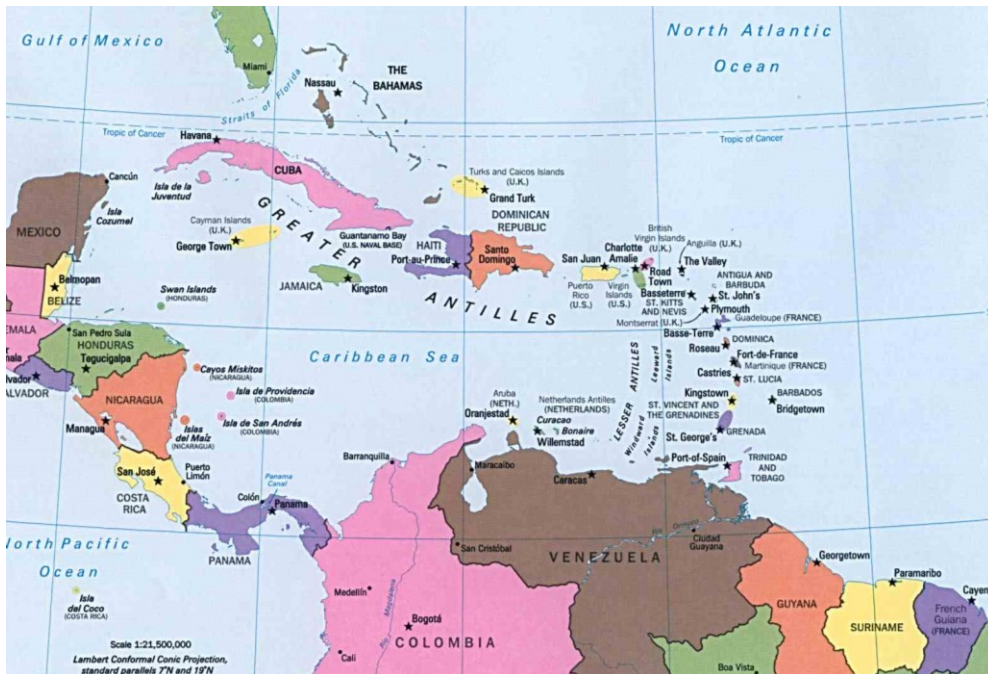 Gulf of Mexico
North Atlantic
Ocean
Miami
Straits of Florida
Nassau
THE
BAHAMAS
Tropic of Cancer
Tropic of Cancer
Havana
CUBA
Cancún
Isla
Cozumel
Isla de la
Juventud
MEXICO
Cayman Islands
(U.K.)
George Town
GREATER
ANTILLES
Guantanamo Bay
(U.S. NAVAL BASE)
Turks and Caicos Islands
(U.K.)
Grand Turk
DOMINICAN
REPUBLIC
HAITI
Port-au-Prince
Santo
Domingo
JAMAICA
Kingston
Belmopan
BELIZE
Swan Islands
(HONDURAS)
San Juan
Puerto
Rico
(U.S.)
Charlotte
Amalie
Virgin
Islands
(U.S.)
British
Virgin Islands
(U.K.)
Road
Town
Anguilla (U.K.)
The Valley
ANTIGUA AND
BARBUDA
St. John's
Basseterre
ST. KITTS
AND NEVIS
Plymouth
Montserrat (U.K.)
Guadeloupe (FRANCE)
Basse-Terre
DOMINICA
Roseau
Fort-de-France
Martinique (FRANCE)
Castries
ST. LUCIA
Kingstown
ST. VINCENT AND
THE GRENADINES
BARBADOS
Bridgetown
St. George's
GRENADA
LESSER ANTILLES
Leeward
Islands
Windward
Islands
Port-of-Spain
TRINIDAD
AND
TOBAGO
EMALA
mala
San Pedro Sula
HONDURAS
Tegucigalpa
alvador
ALVADOR
NICARAGUA
Managua
Cayos Miskitos
(NICARAGUA)
Isla de Providencia
(COLOMBIA)
Isla de San Andrés
(COLOMBIA)
Islas
del Maíz
(NICARAGUA)
Caribbean Sea
Aruba
(NETH.)
Oranjestad
Netherlands Antilles
(NETHERLANDS)
Curacao
Bonaire
Willemstad
San José
COSTA
RICA
Puerto
Limón
Colón
Panama
Canal
Panama
PANAMA
Barranquilla
Maracaibo
Caracas
San Cristóbal
VENEZUELA
Rio Orinoco
Ciudad
Guayana
North Pacific
Ocean
Isla
del Coco
(COSTA RICA)
Medellín
Rio Magdalena
Bogotá
COLOMBIA
Cali
Georgetown
GUYANA
Paramaribo
SURINAME
Cayen
French
Guiana
(FRANCE)
Boa Vista
Scale 1:21,500,000
Lambert Conformal Conic Projection,
standard parallels 7°N and 19°N